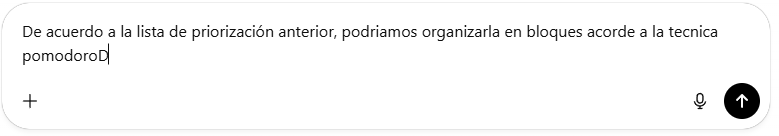 De acuerdo a la lista de priorización anterior, podriamos organizarla en bloques acorde a la tecnica
pomodoroD